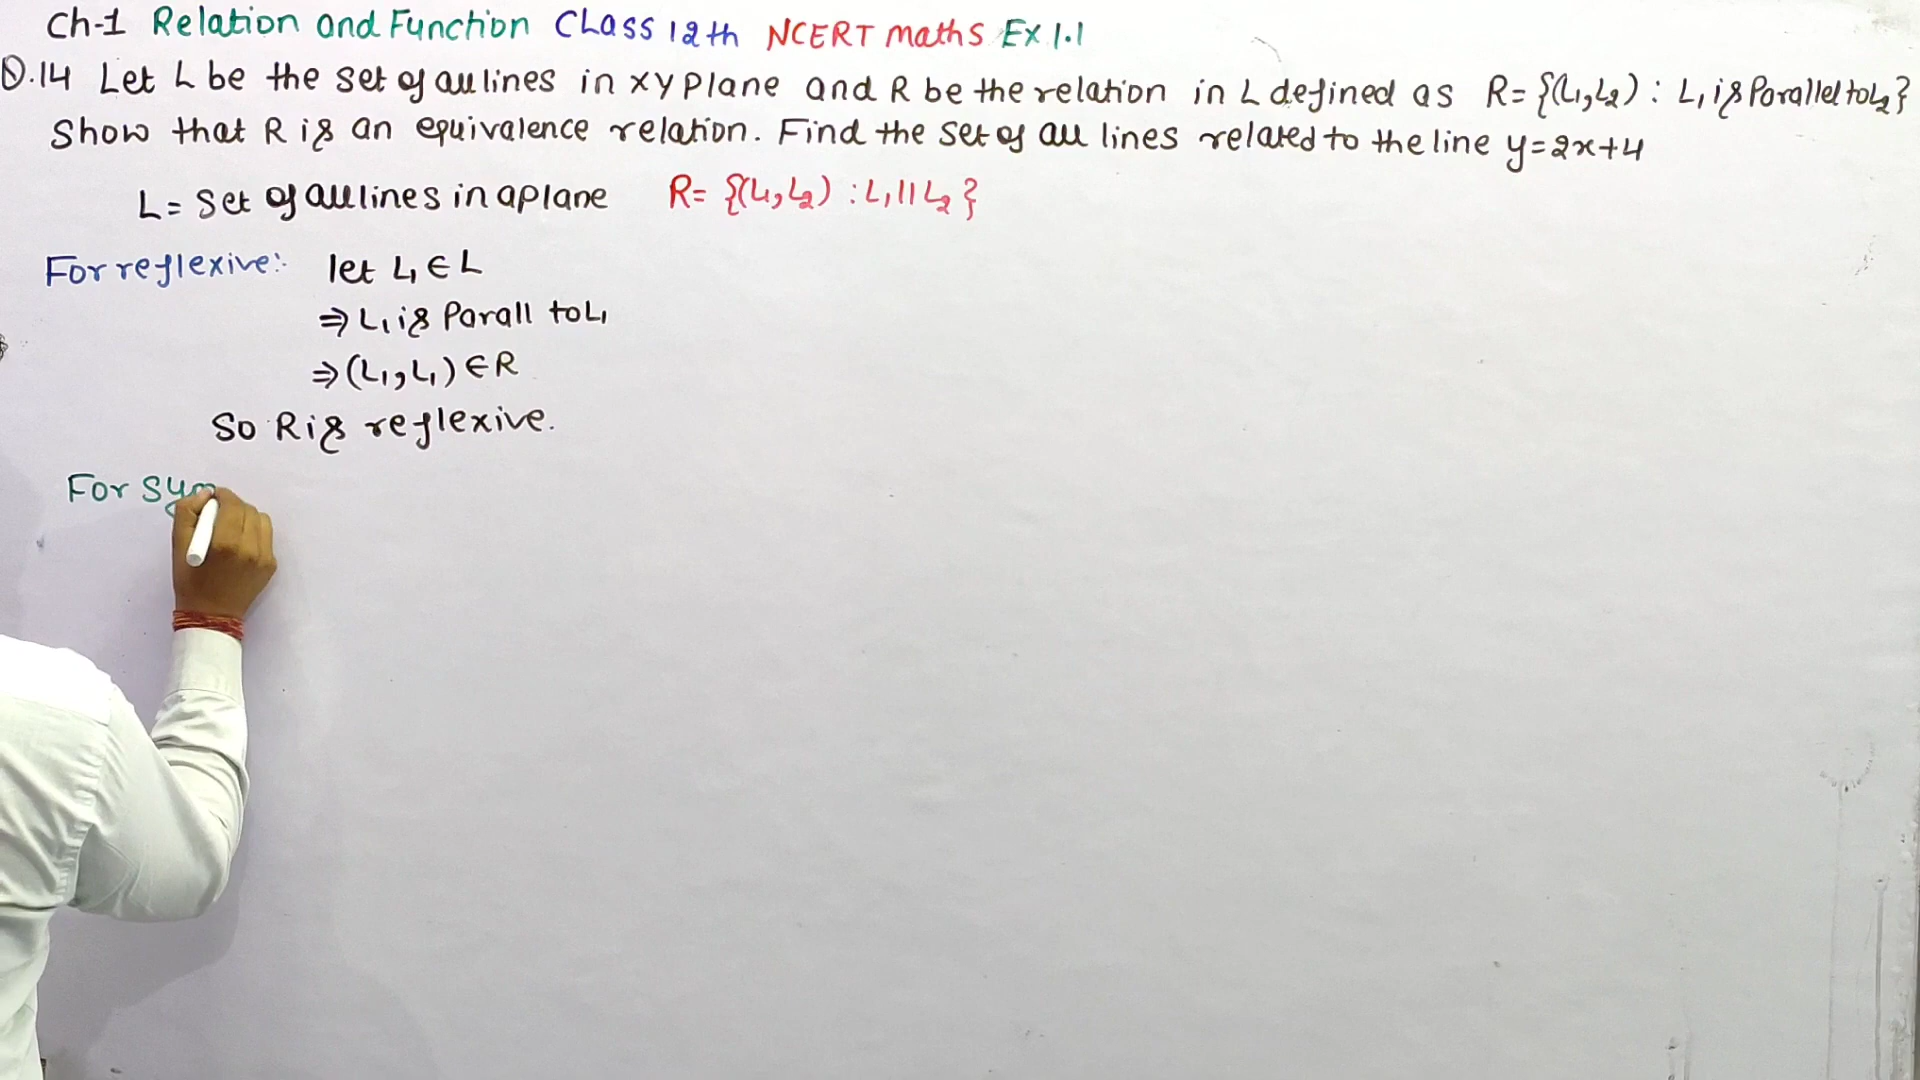 Ch-1 Relation and Function Class 12th NCERT maths Ex 1.1
Q.14 Let L be the set of all lines in XY Plane and R be the relation in L defined as R={(L₁,L₂) : L₁ is Parallel to L₂}
Show that R is an equivalence relation. Find the set of all lines related to the line y=2x+4
L = Set of all lines in a plane R= {(L₁,L₂) : L₁ || L₂}
For reflexive:- let L₁ ∈ L
⇒ L₁ is Parall to L₁
⇒ (L₁,L₁) ∈ R
So R is reflexive.
For sym